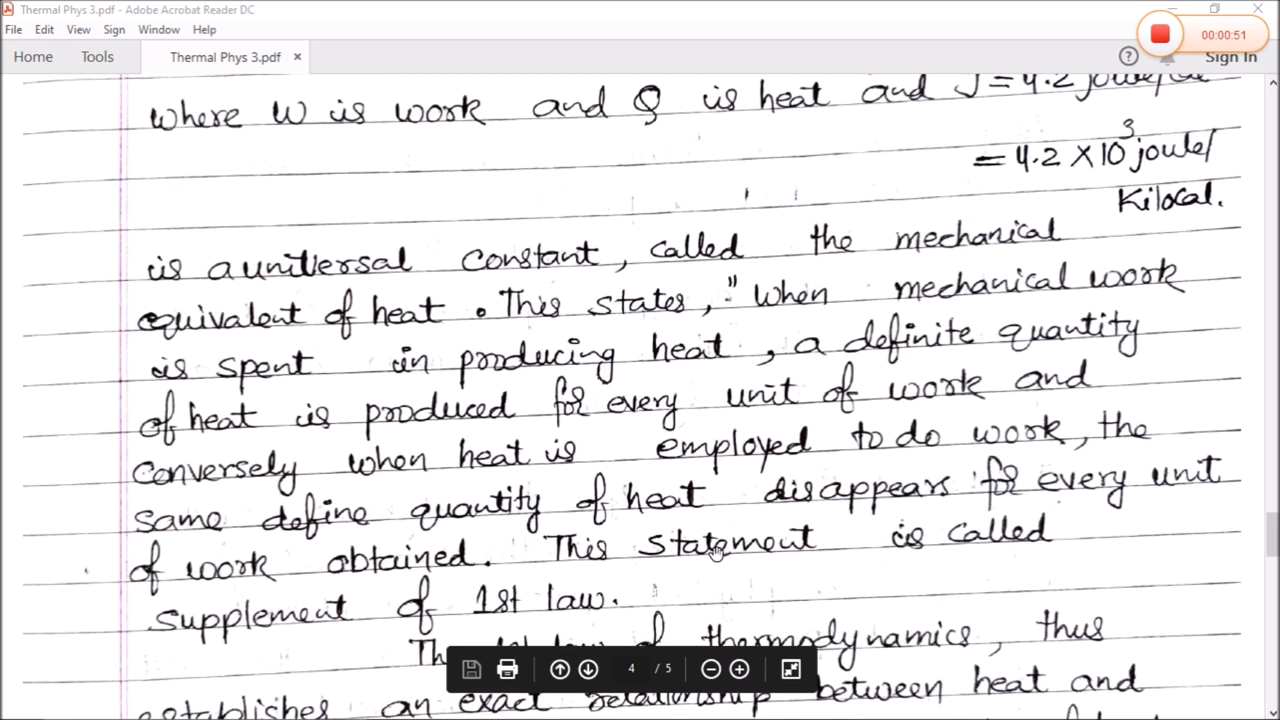 Thermal Phys 3.pdf - Adobe Acrobat Reader DC
File Edit View Sign Window Help
00:00:51
Home Tools Thermal Phys 3.pdf × Sign In
where W is work and Q is heat and J = 4.2 joule/
= 4.2 × 10³ joule/
Kilocal.
is a universal constant, called the mechanical
equivalent of heat. This states, "When mechanical work
is spent in producing heat, a definite quantity
of heat is produced for every unit of work and
conversely when heat is employed to do work, the
same define quantity of heat disappears for every unit
of work obtained. This statement is called
supplement of 1st law.
law of thermodynamics, thus
4 / 5
establishes an exact relationship between heat and